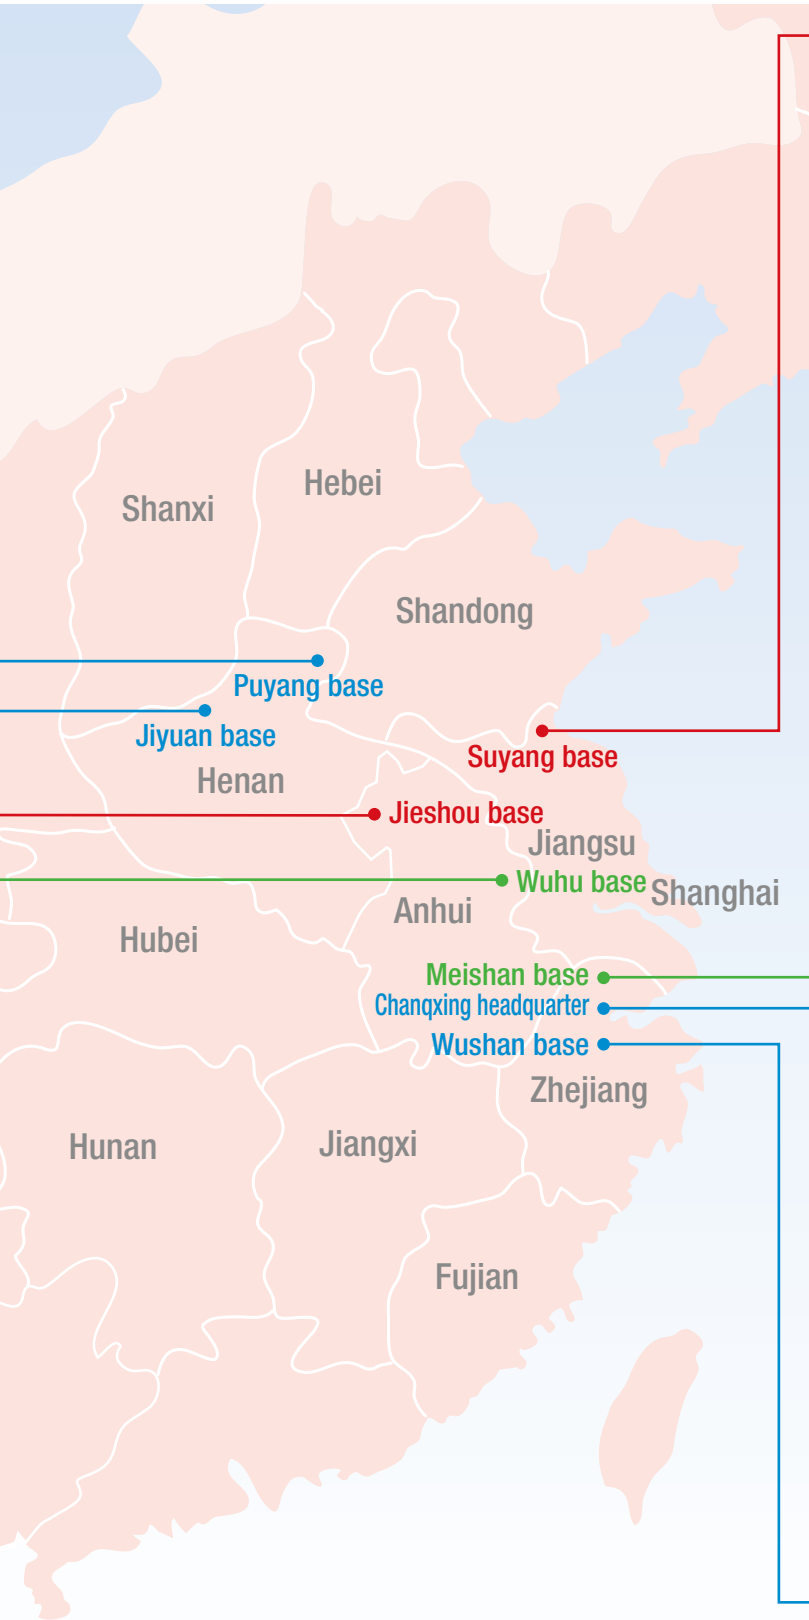 Hebei
Shanxi
Shandong
Puyang base
Jiyuan base
Suyang base
Henan
Jieshou base
Jiangsu
Wuhu base
Shanghai
Anhui
Hubei
Meishan base
Chanqxing headquarter
Wushan base
Zhejiang
Hunan
Jiangxi
Fujian